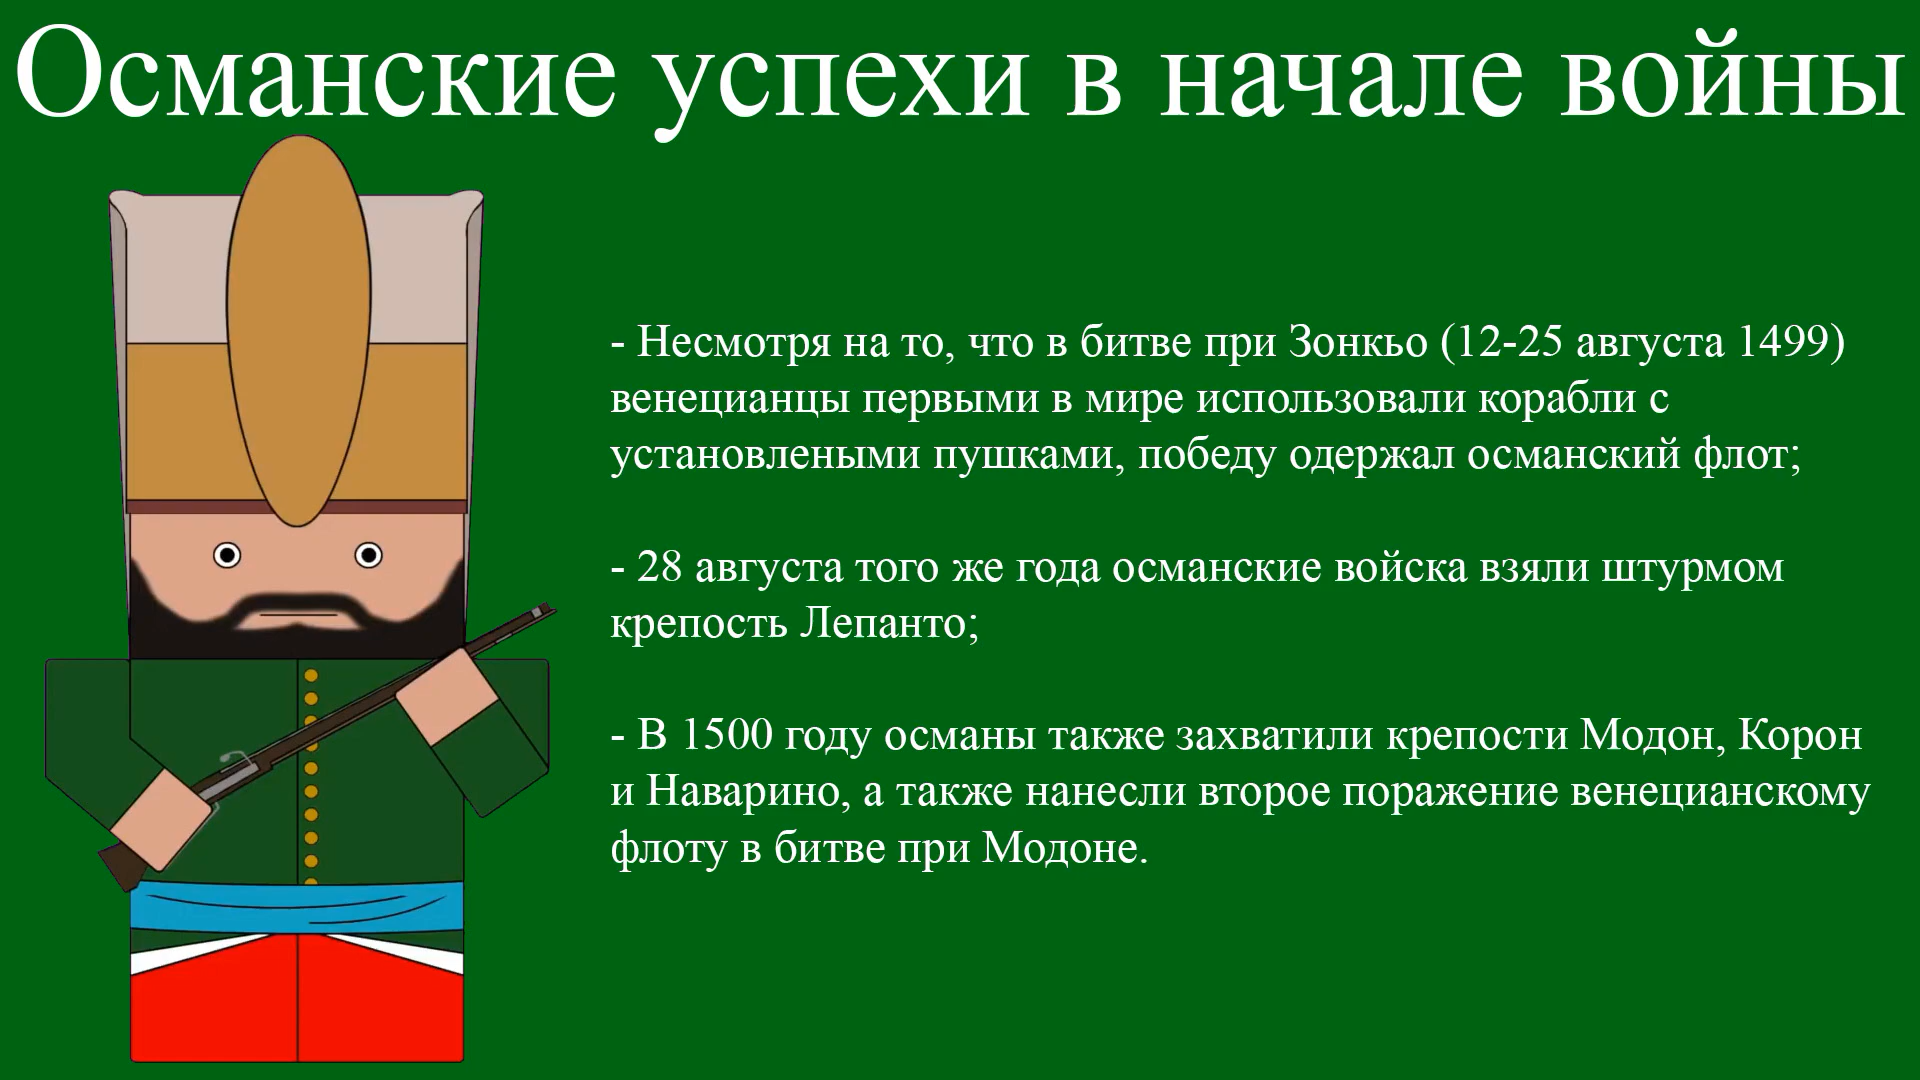 Османские успехи в начале войны
- Несмотря на то, что в битве при Зонкьо (12-25 августа 1499)
венецианцы первыми в мире использовали корабли с
установлеными пушками, победу одержал османский флот;
- 28 августа того же года османские войска взяли штурмом
крепость Лепанто;
- В 1500 году османы также захватили крепости Модон, Корон
и Наварино, а также нанесли второе поражение венецианскому
флоту в битве при Модоне.